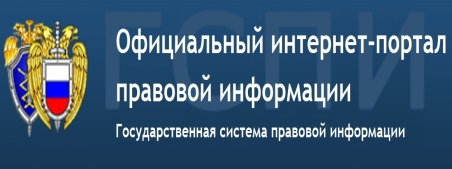 ГСПИ
Официальный интернет-портал
правовой информации
Государственная система правовой информации